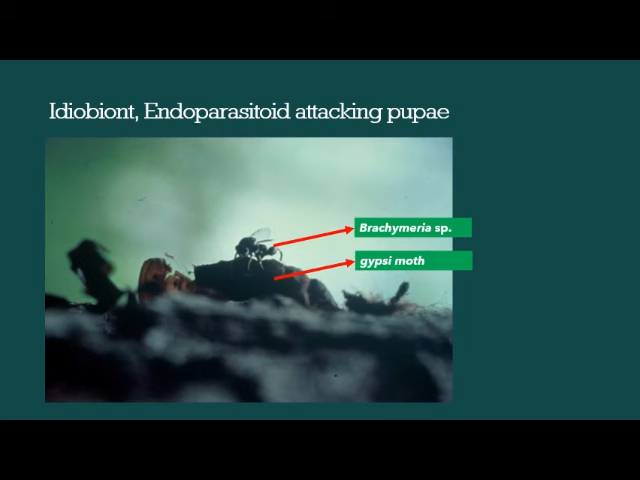 Idiobiont, Endoparasitoid attacking pupae
Brachymeria sp.
gypsi moth